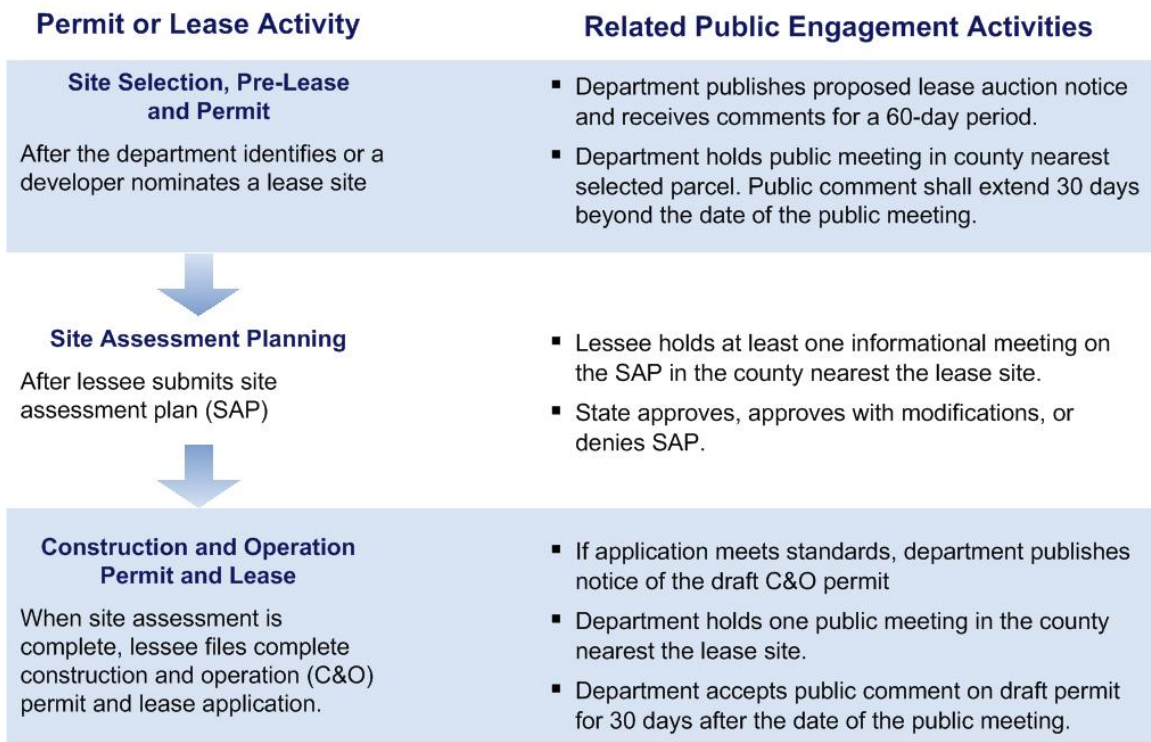 Permit or Lease Activity
Related Public Engagement Activities
Site Selection, Pre-Lease
and Permit
After the department identifies or a
developer nominates a lease site
▪ Department publishes proposed lease auction notice
and receives comments for a 60-day period.
▪ Department holds public meeting in county nearest
selected parcel. Public comment shall extend 30 days
beyond the date of the public meeting.
Site Assessment Planning
After lessee submits site
assessment plan (SAP)
▪ Lessee holds at least one informational meeting on
the SAP in the county nearest the lease site.
▪ State approves, approves with modifications, or
denies SAP.
Construction and Operation
Permit and Lease
When site assessment is
complete, lessee files complete
construction and operation (C&O)
permit and lease application.
▪ If application meets standards, department publishes
notice of the draft C&O permit
▪ Department holds one public meeting in the county
nearest the lease site.
▪ Department accepts public comment on draft permit
for 30 days after the date of the public meeting.